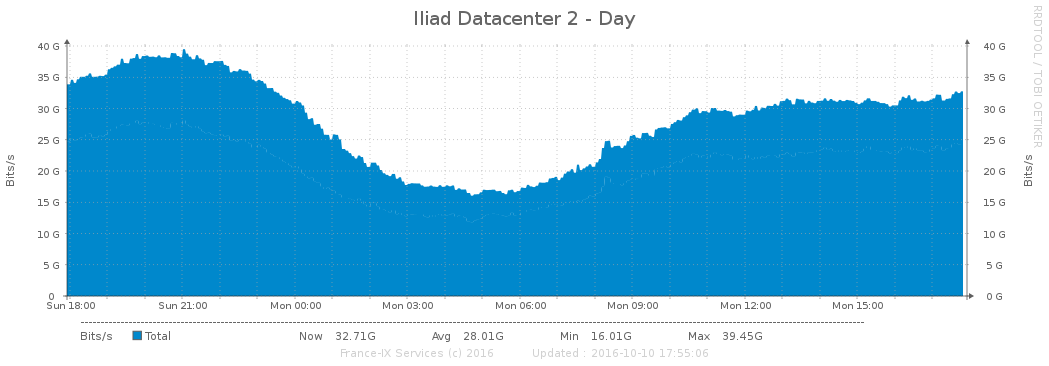 Iliad Datacenter 2 - Day
RRDTOOL / TOBI OETIKER
40 G 40 G
35 G 35 G
30 G 30 G
25 G 25 G
20 G 20 G
15 G 15 G
10 G 10 G
5 G 5 G
0 0 G
Bits/s
Bits/s
Sun 18:00 Sun 21:00 Mon 00:00 Mon 03:00 Mon 06:00 Mon 09:00 Mon 12:00 Mon 15:00
Bits/s Total Now 32.71G Avg 28.01G Min 16.01G Max 39.45G
France-IX Services (c) 2016 Updated : 2016-10-10 17:55:06